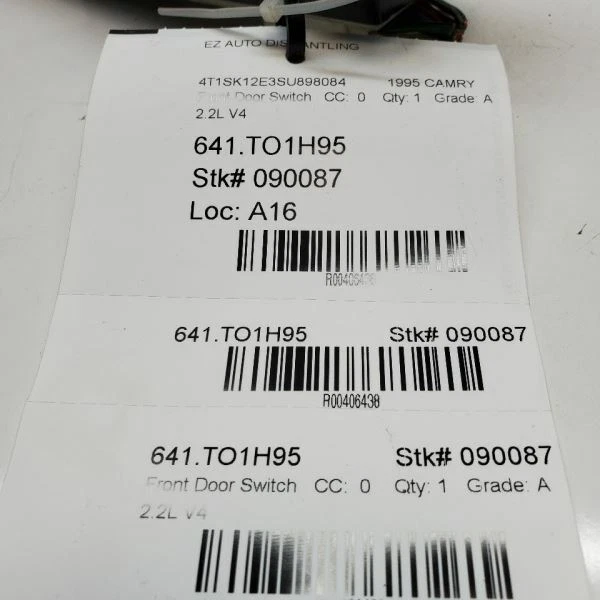 EZ AUTO DISMANTLING
4T1SK12E3SU898084 1995 CAMRY
Front Door Switch CC: 0 Qty: 1 Grade: A
2.2L V4
641.TO1H95
Stk# 090087
Loc: A16
R00406438
641.TO1H95 Stk# 090087
R00406438
641.TO1H95 Stk# 090087
Front Door Switch CC: 0 Qty: 1 Grade: A
2.2L V4